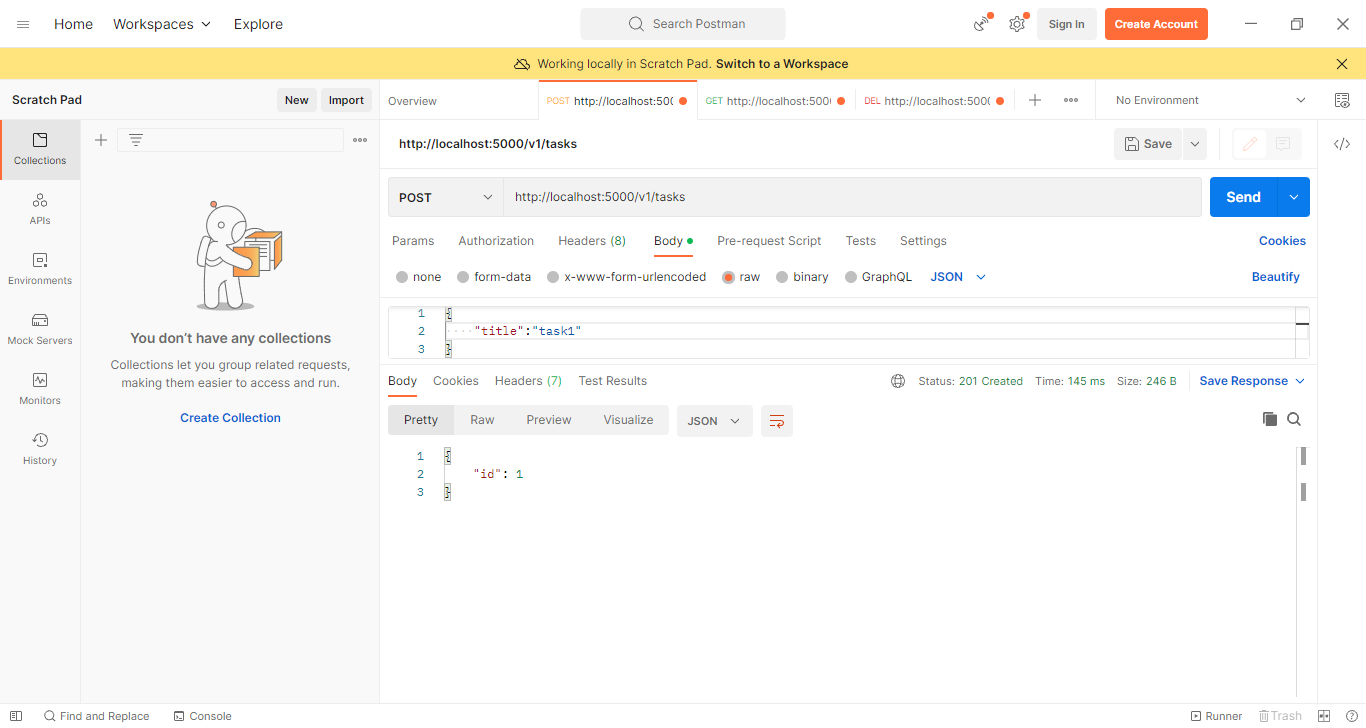 Home Workspaces Explore Search Postman Sign In Create Account
Working locally in Scratch Pad. Switch to a Workspace
Scratch Pad New Import Overview POST http://localhost:500 GET http://localhost:500 DEL http://localhost:500 No Environment
Collections
APIs
Environments
Mock Servers
Monitors
History
You don’t have any collections
Collections let you group related requests,
making them easier to access and run.
Create Collection
http://localhost:5000/v1/tasks Save
POST http://localhost:5000/v1/tasks Send
Params Authorization Headers (8) Body Pre-request Script Tests Settings Cookies
none form-data x-www-form-urlencoded raw binary GraphQL JSON Beautify
1 {
2 "title":"task1"
3 }
Body Cookies Headers (7) Test Results Status: 201 Created Time: 145 ms Size: 246 B Save Response
Pretty Raw Preview Visualize JSON
1 {
2 "id": 1
3 }
Find and Replace Console Runner Trash